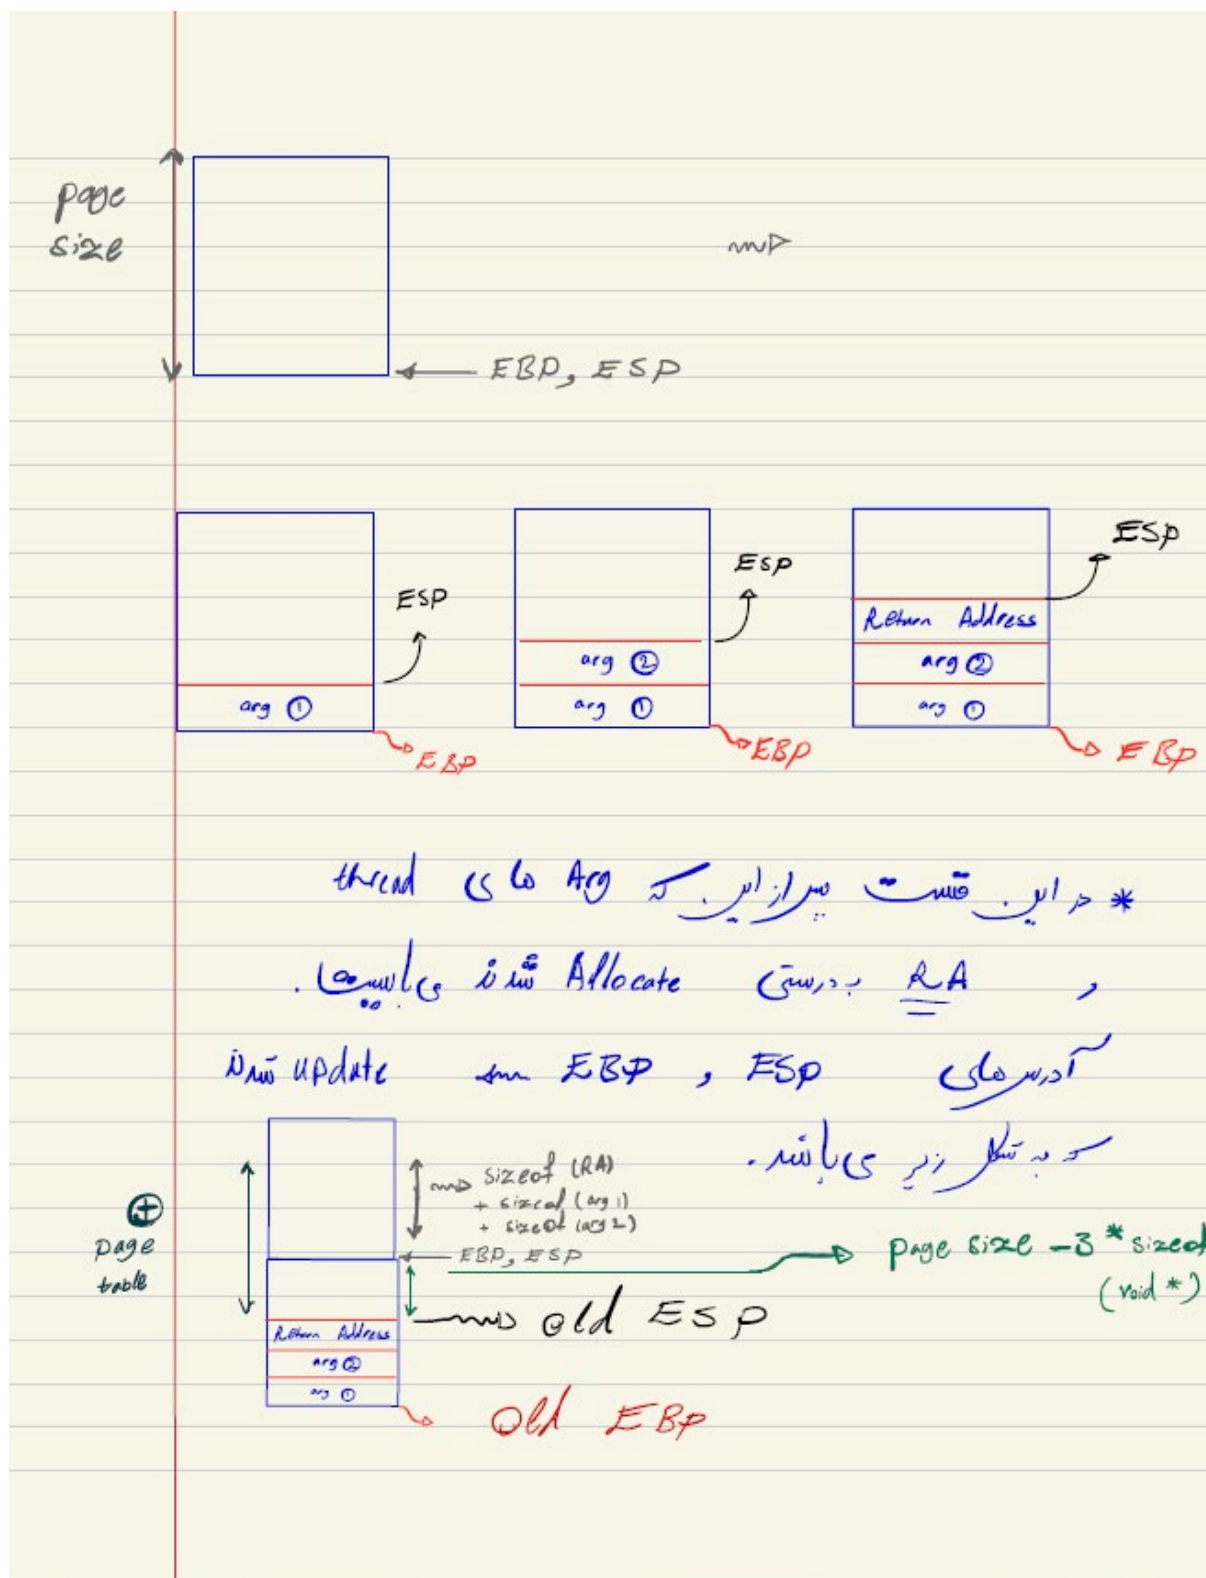 page
size
EBP, ESP
ESP
ESP
ESP
Return Address
arg ②
arg ②
arg ①
arg ①
arg ①
EBP
EBP
EBP
* در این قسمت پس از این که Arg های thread
و RA به درستی Allocate شدند می‌بایست.
آدرس های ESP و EBP update شدند
که به شکل زیر می‌باشد.
sizeof (RA)
+ sizeof (arg 1)
+ sizeof (arg 2)
page
table
EBP, ESP
page size - 3 * sizeof
(void *)
old ESP
Return Address
arg ②
arg ①
Old EBP